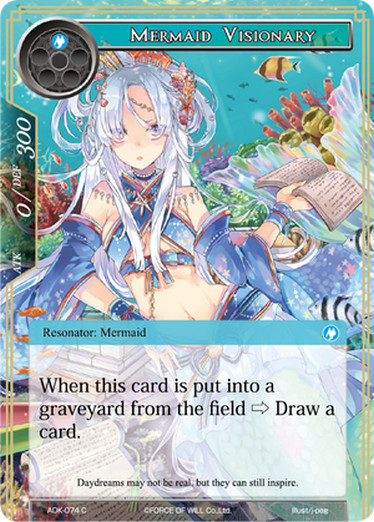 Mermaid Visionary
ATK 0 / DEF 300
Resonator: Mermaid
When this card is put into a
graveyard from the field ⇨ Draw a
card.
Daydreams may not be real, but they can still inspire.
ADK-074 C ©FORCE OF WILL Co.,Ltd.